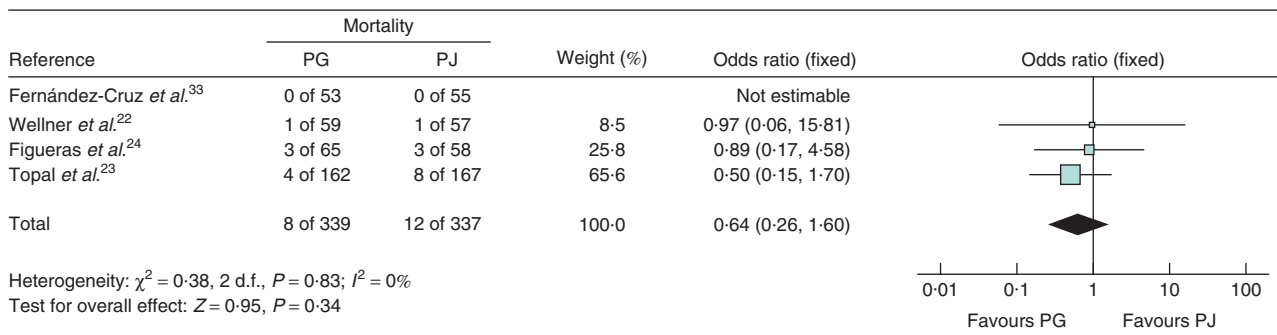 Mortality
Reference PG PJ Weight (%) Odds ratio (fixed) Odds ratio (fixed)
Fernández-Cruz et al.33 0 of 53 0 of 55 Not estimable
Wellner et al.22 1 of 59 1 of 57 8·5 0·97 (0·06, 15·81)
Figueras et al.24 3 of 65 3 of 58 25·8 0·89 (0·17, 4·58)
Topal et al.23 4 of 162 8 of 167 65·6 0·50 (0·15, 1·70)
Total 8 of 339 12 of 337 100·0 0·64 (0·26, 1·60)
Heterogeneity: χ2 = 0·38, 2 d.f., P = 0·83; I2 = 0%
Test for overall effect: Z = 0·95, P = 0·34
0·01 0·1 1 10 100
Favours PG Favours PJ